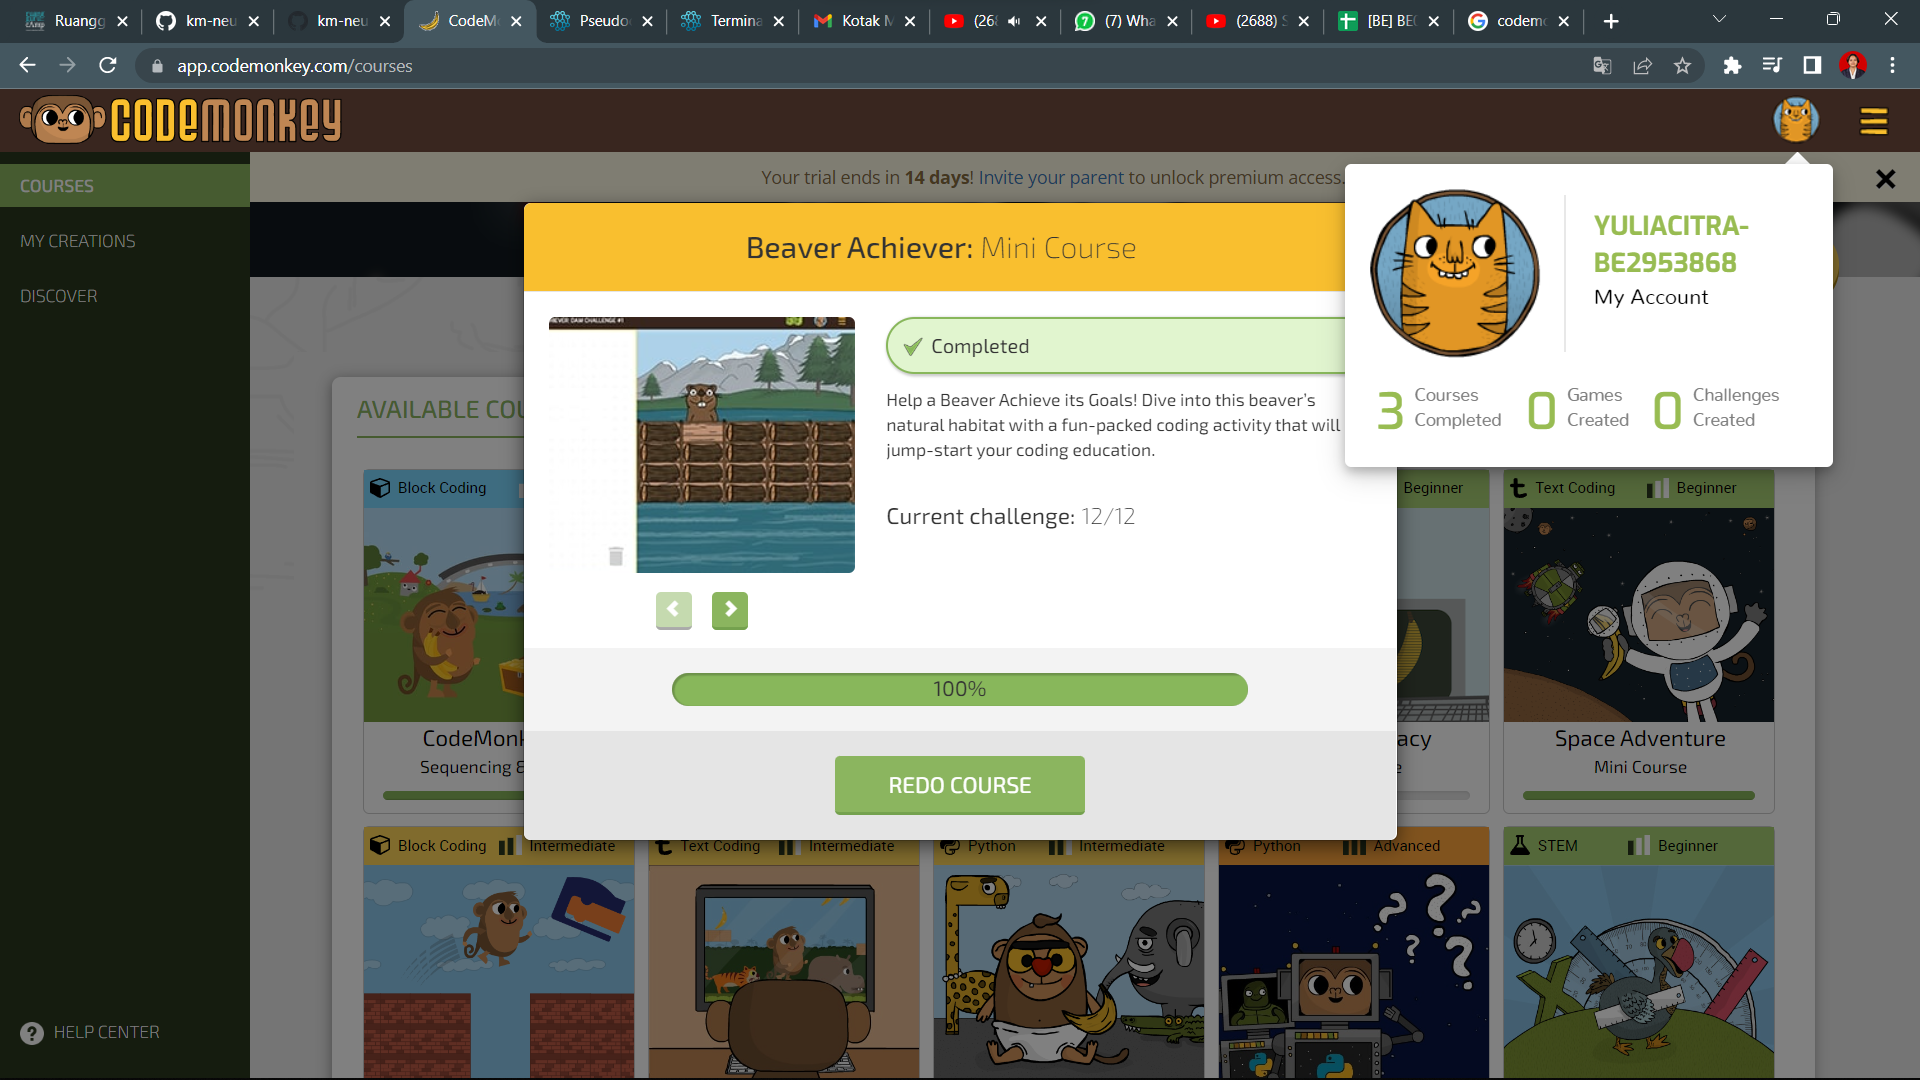 Ruangg
km-neu
km-neu
CodeM
Pseudo
Termina
Kotak M
(268
(7) Wha
(2688) S
[BE] BE
codem
app.codemonkey.com/courses
CODEMONKEY
COURSES
MY CREATIONS
DISCOVER
HELP CENTER
Your trial ends in 14 days! Invite your parent to unlock premium access.
YULIACITRA-
BE2953868
My Account
3 Courses Completed
0 Games Created
0 Challenges Created
Beaver Achiever: Mini Course
Completed
Help a Beaver Achieve its Goals! Dive into this beaver's
natural habitat with a fun-packed coding activity that will
jump-start your coding education.
Current challenge: 12/12
100%
REDO COURSE
AVAILABLE COU
Block Coding
Beginner
Text Coding Beginner
CodeMonk
Sequencing &
acy
Space Adventure
Mini Course
Block Coding Intermediate
Text Coding Intermediate
Python Intermediate
Python Advanced
STEM Beginner